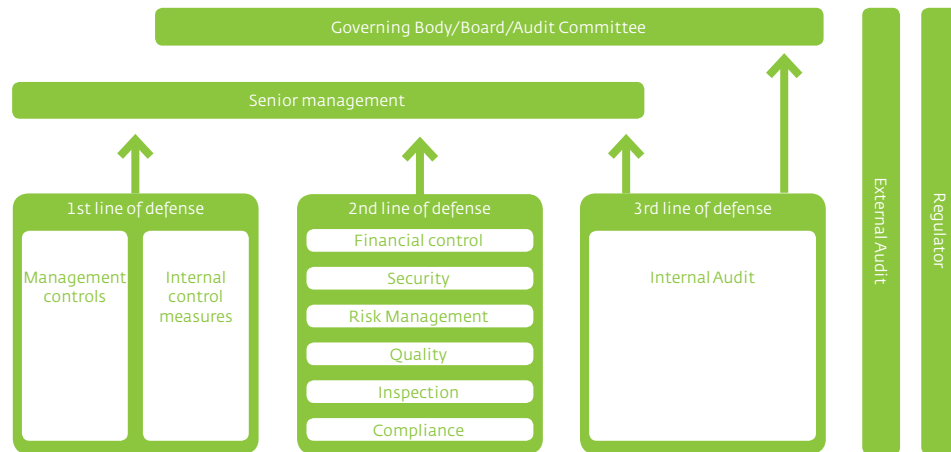 Governing Body/Board/Audit Committee
Senior management
1st line of defense
Management
controls
Internal
control
measures
2nd line of defense
Financial control
Security
Risk Management
Quality
Inspection
Compliance
3rd line of defense
Internal Audit
External Audit
Regulator